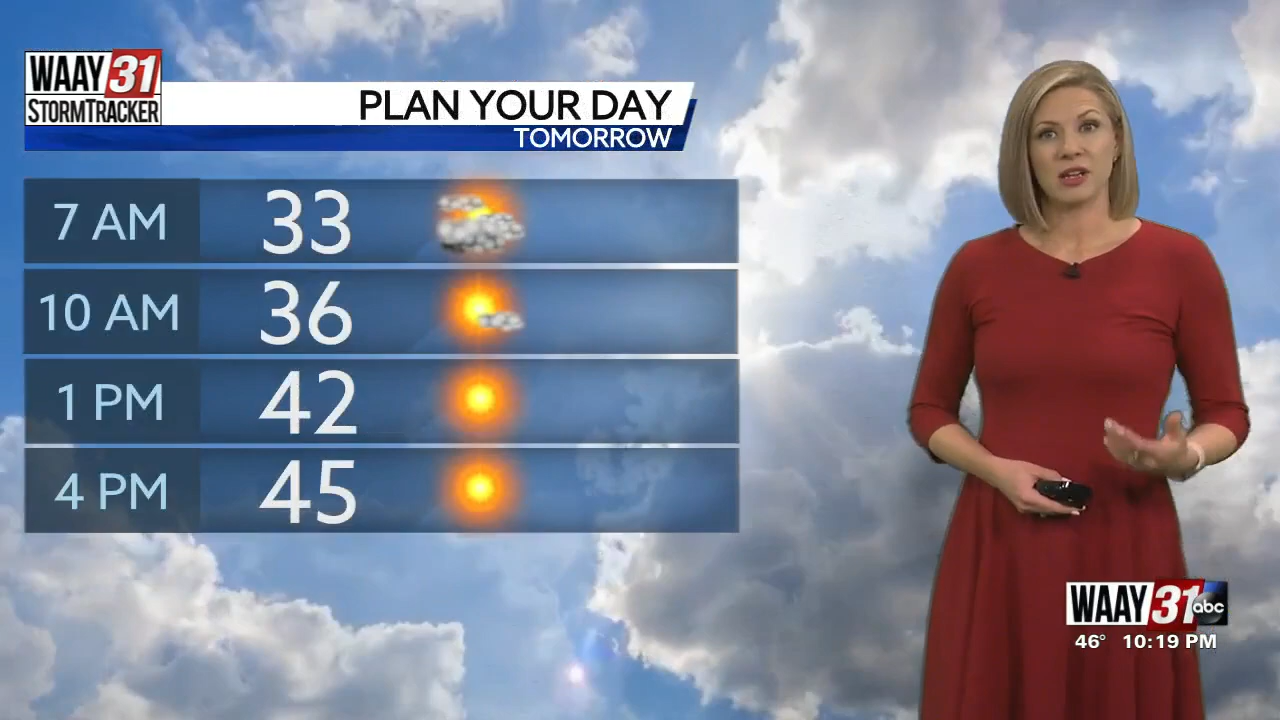 WAAY 31
STORMTRACKER
PLAN YOUR DAY
TOMORROW
7 AM 33
10 AM 36
1 PM 42
4 PM 45
WAAY 31 abc
46° 10:19 PM